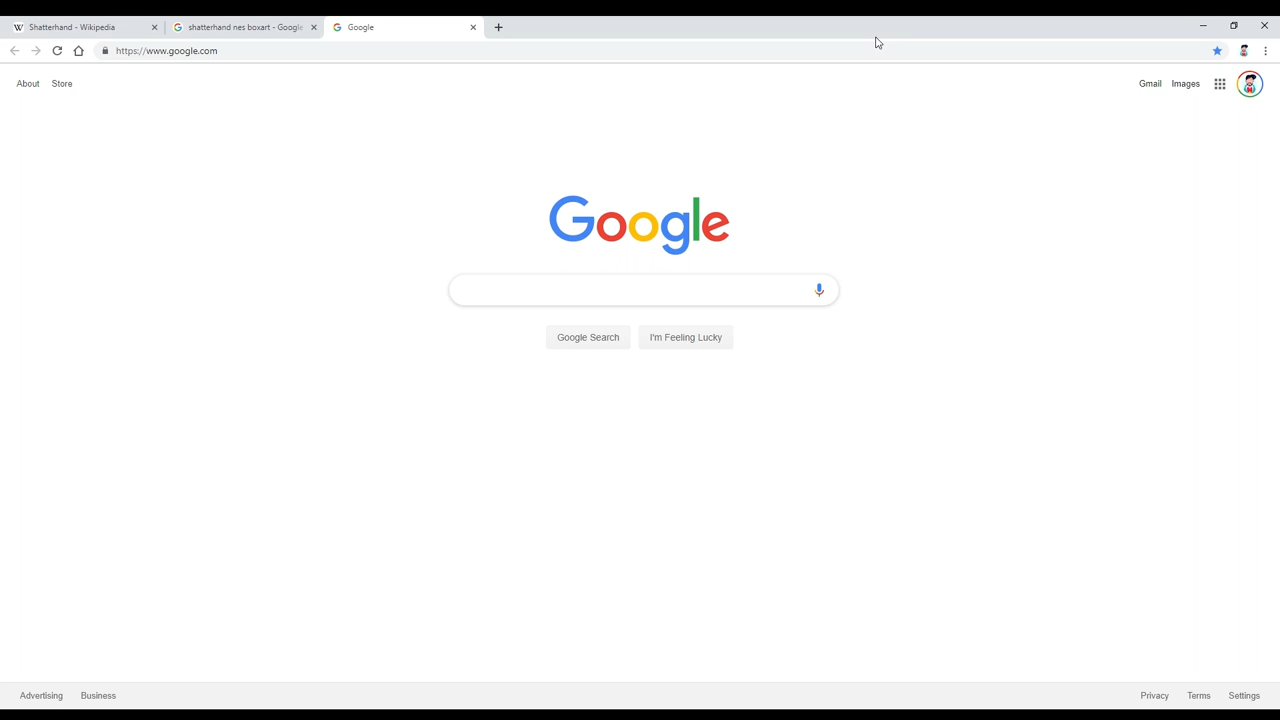 Shatterhand - Wikipedia
shatterhand nes boxart - Google
Google
https://www.google.com
About Store
Gmail Images
Google
Google Search I'm Feeling Lucky
Advertising Business
Privacy Terms Settings